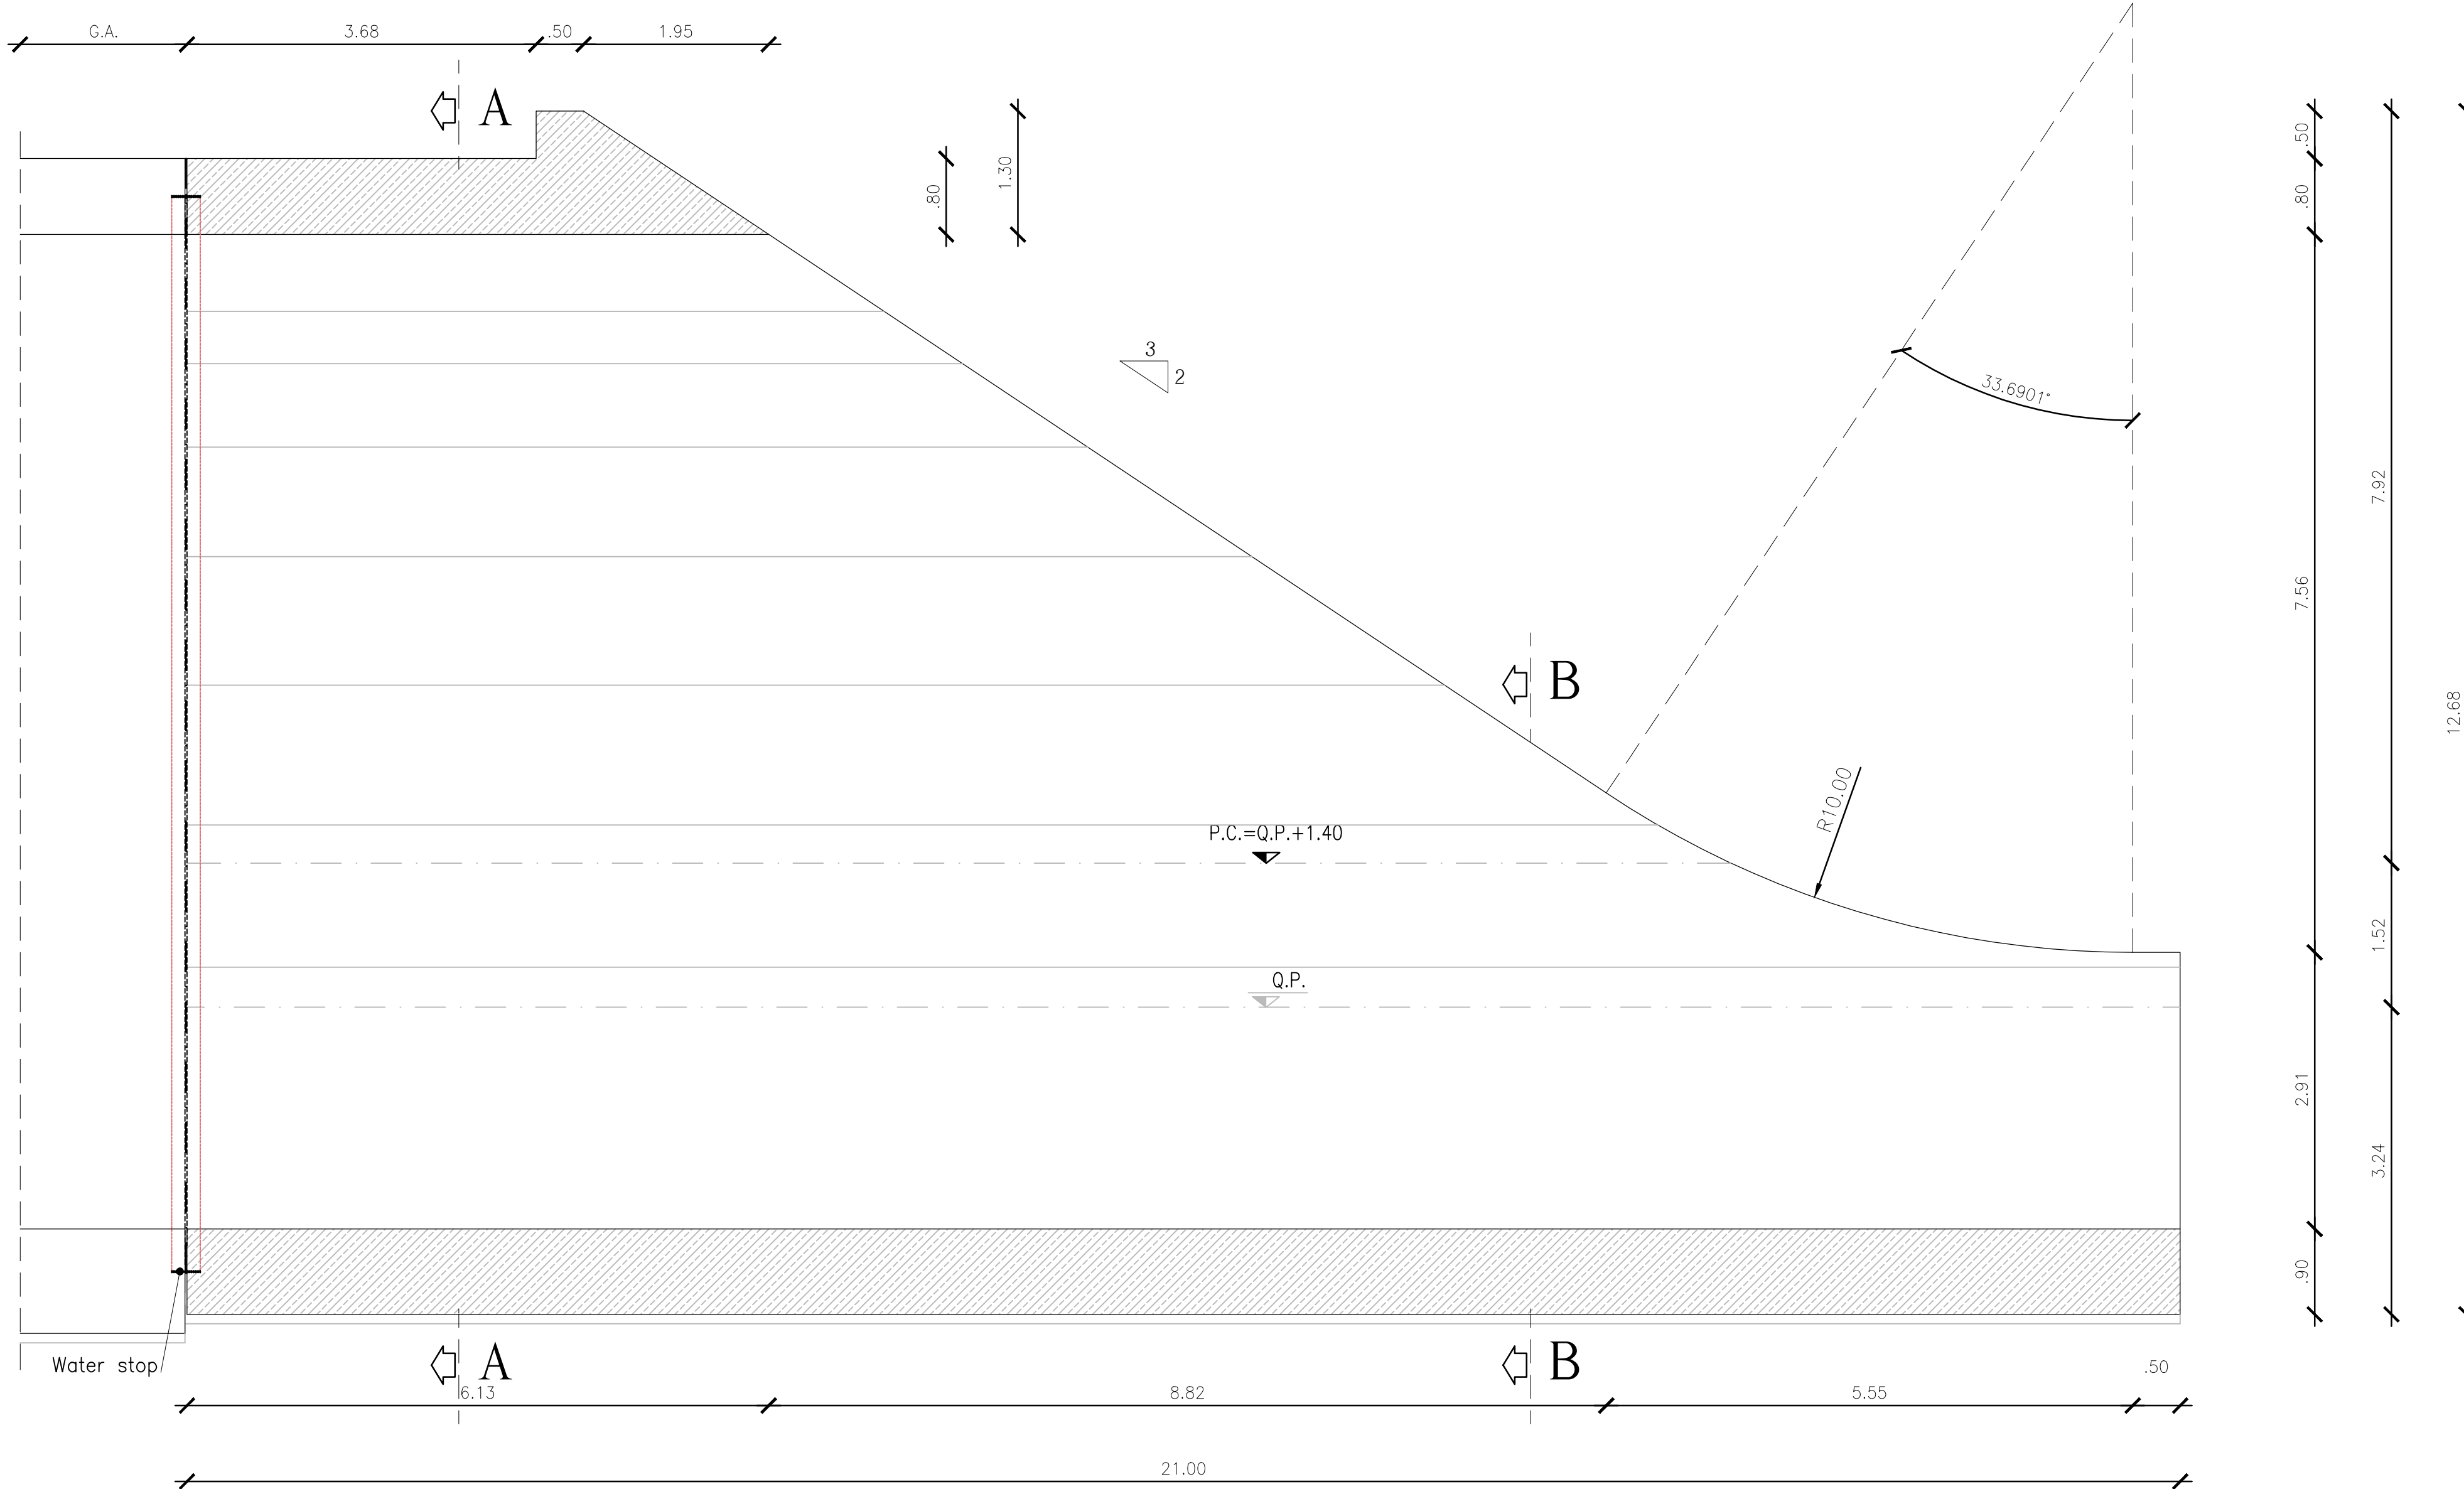 G.A.
3.68
.50
1.95
A
.80
1.30
.50
.80
3
2
33.6901°
7.92
7.56
12.68
B
R10.00
P.C.=Q.P.+1.40
1.52
Q.P.
2.91
3.24
.90
Water stop
A
B
.50
6.13
8.82
5.55
21.00